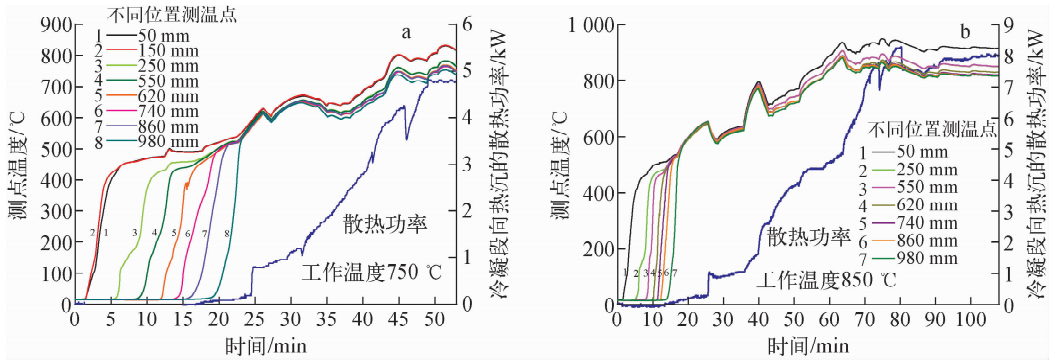 不同位置测温点
1 50 mm
2 150 mm
3 250 mm
4 550 mm
5 620 mm
6 740 mm
7 860 mm
8 980 mm
a
900
800
700
600
500
400
300
200
100
0
测点温度/℃
6
5
4
3
2
1
0
冷凝段向热沉的散热功率/kW
2 1 3 4 5 6 7 8
散热功率
工作温度750 ℃
0 5 10 15 20 25 30 35 40 45 50
时间/min
b
1 000
800
600
400
200
0
测点温度/℃
9
8
7
6
5
4
3
2
1
0
冷凝段向热沉的散热功率/kW
不同位置测温点
1 50 mm
2 250 mm
3 550 mm
4 620 mm
5 740 mm
6 860 mm
7 980 mm
1 2 3 4 5 6 7
散热功率
工作温度850 ℃
0 10 20 30 40 50 60 70 80 90 100
时间/min